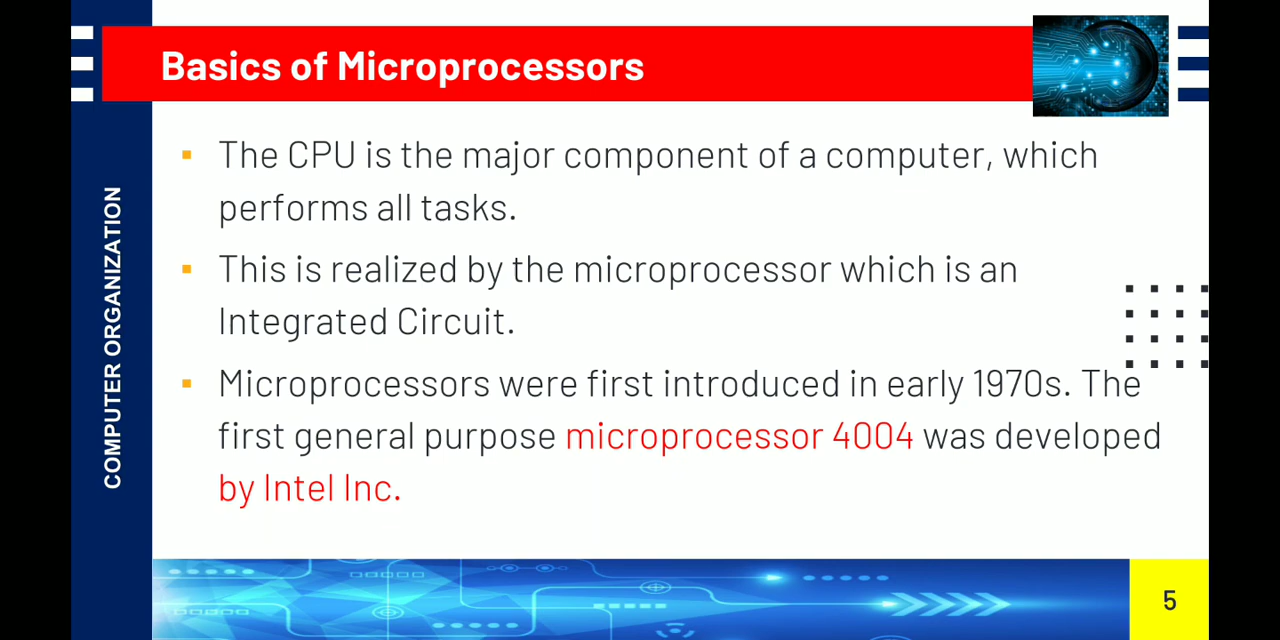 Basics of Microprocessors
COMPUTER ORGANIZATION
▪ The CPU is the major component of a computer, which
performs all tasks.
▪ This is realized by the microprocessor which is an
Integrated Circuit.
▪ Microprocessors were first introduced in early 1970s. The
first general purpose microprocessor 4004 was developed
by Intel Inc.
5